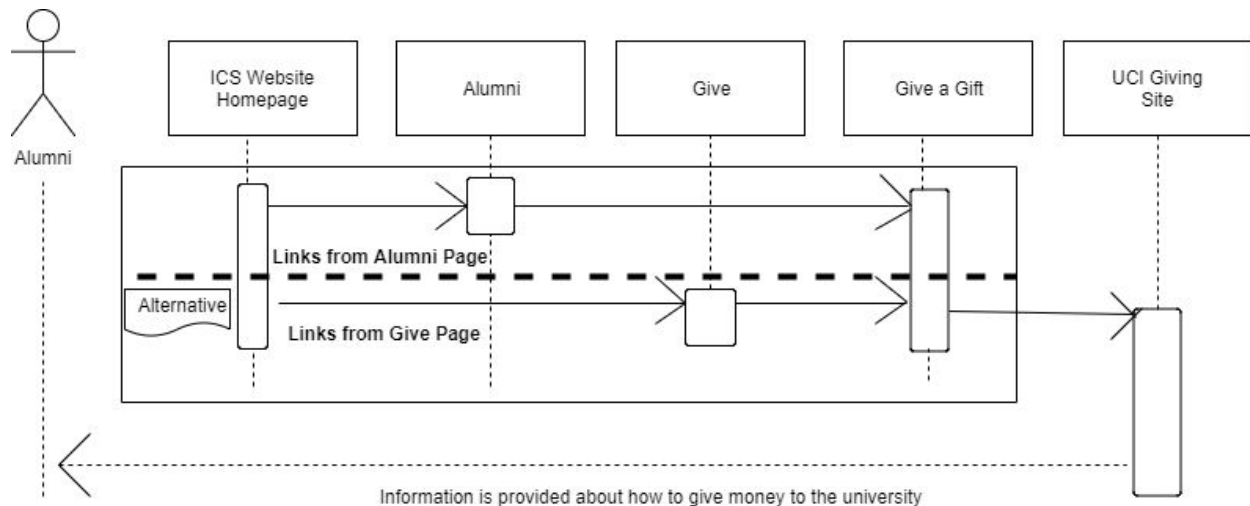 ICS Website
Homepage
Alumni
Give
Give a Gift
UCI Giving
Site
Alumni
Links from Alumni Page
Alternative
Links from Give Page
Information is provided about how to give money to the university